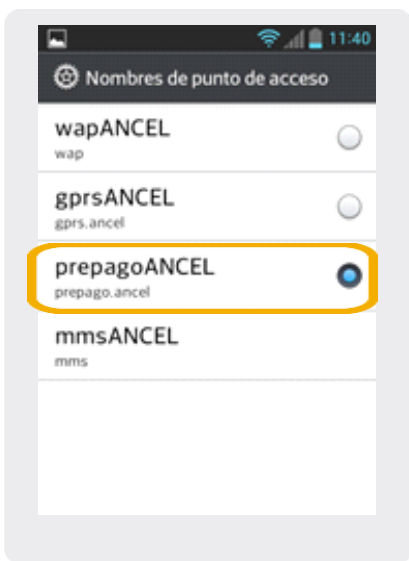 11:40
Nombres de punto de acceso
wapANCEL
wap
gprsANCEL
gprs.ancel
prepagoANCEL
prepago.ancel
mmsANCEL
mms